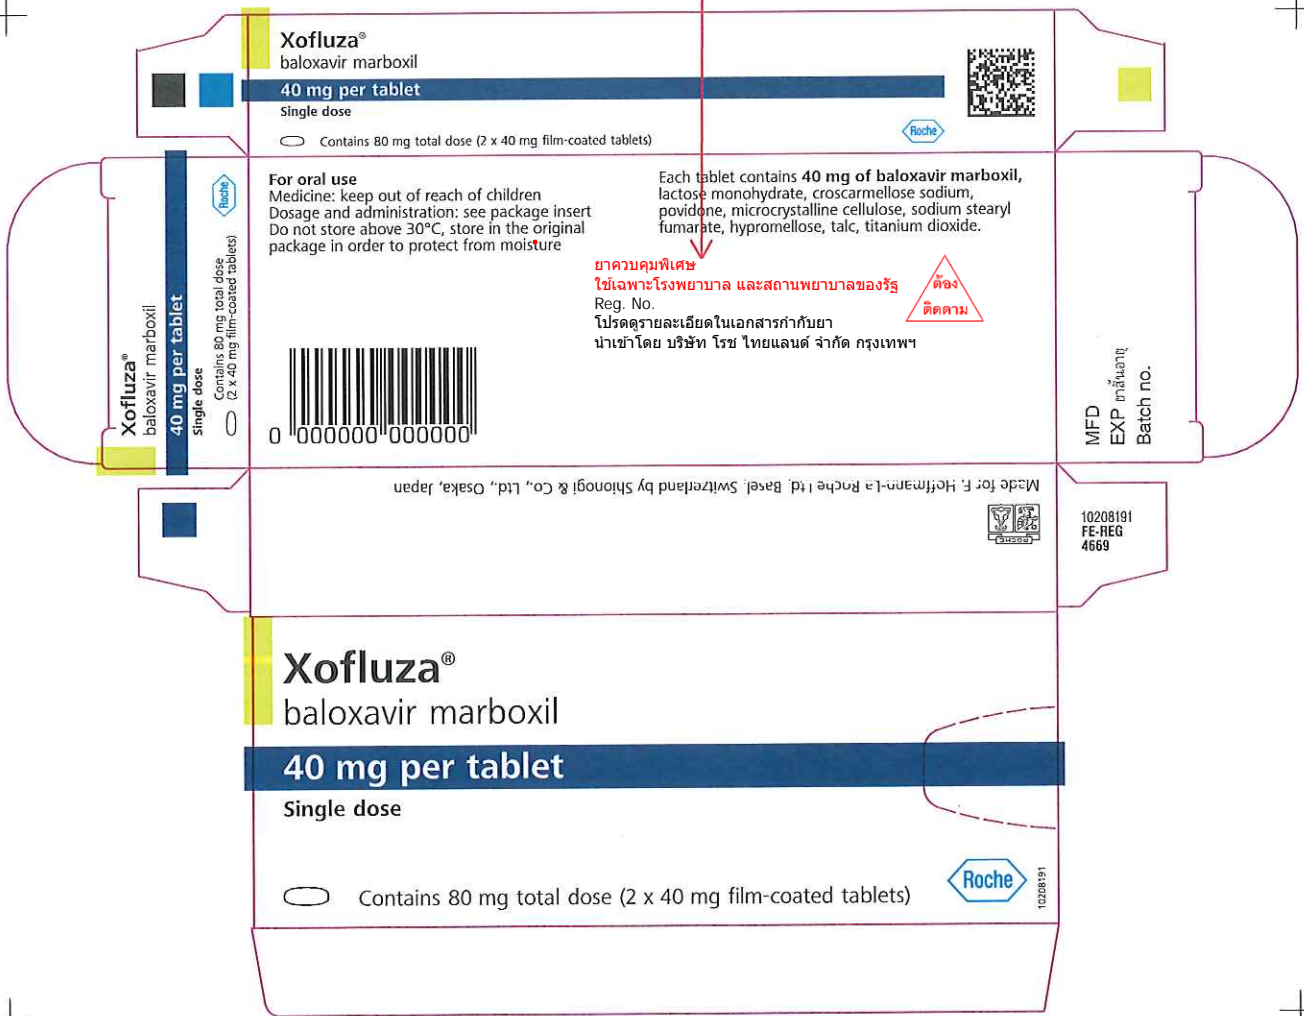 Xofluza®
baloxavir marboxil
40 mg per tablet
Single dose
Contains 80 mg total dose (2 x 40 mg film-coated tablets)
Roche
For oral use
Medicine: keep out of reach of children
Dosage and administration: see package insert
Do not store above 30°C, store in the original
package in order to protect from moisture
Each tablet contains 40 mg of baloxavir marboxil,
lactose monohydrate, croscarmellose sodium,
povidone, microcrystalline cellulose, sodium stearyl
fumarate, hypromellose, talc, titanium dioxide.
ยาควบคุมพิเศษ
ใช้เฉพาะโรงพยาบาล และสถานพยาบาลของรัฐ
Reg. No.
โปรดดูรายละเอียดในเอกสารกำกับยา
นำเข้าโดย บริษัท โรช ไทยแลนด์ จำกัด กรุงเทพฯ
ต้อง
ติดตาม
0 000000 000000
Xofluza®
baloxavir marboxil
40 mg per tablet
Single dose
Contains 80 mg total dose
(2 x 40 mg film-coated tablets)
Roche
MFD
EXP ยาสิ้นอายุ
Batch no.
Made for F. Hoffmann-La Roche Ltd, Basel, Switzerland by Shionogi & Co., Ltd., Osaka, Japan
ROCHE
10208191
FE-REG
4669
Xofluza®
baloxavir marboxil
40 mg per tablet
Single dose
Contains 80 mg total dose (2 x 40 mg film-coated tablets)
Roche
10208191